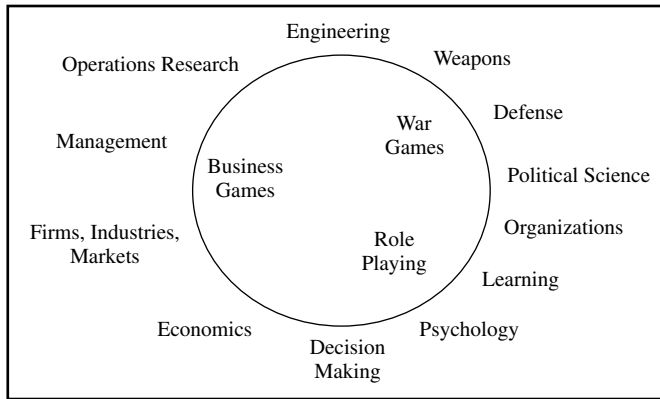 Engineering
Operations Research
Weapons
Defense
War
Games
Management
Business
Games
Political Science
Firms, Industries,
Markets
Role
Playing
Organizations
Learning
Economics
Psychology
Decision
Making